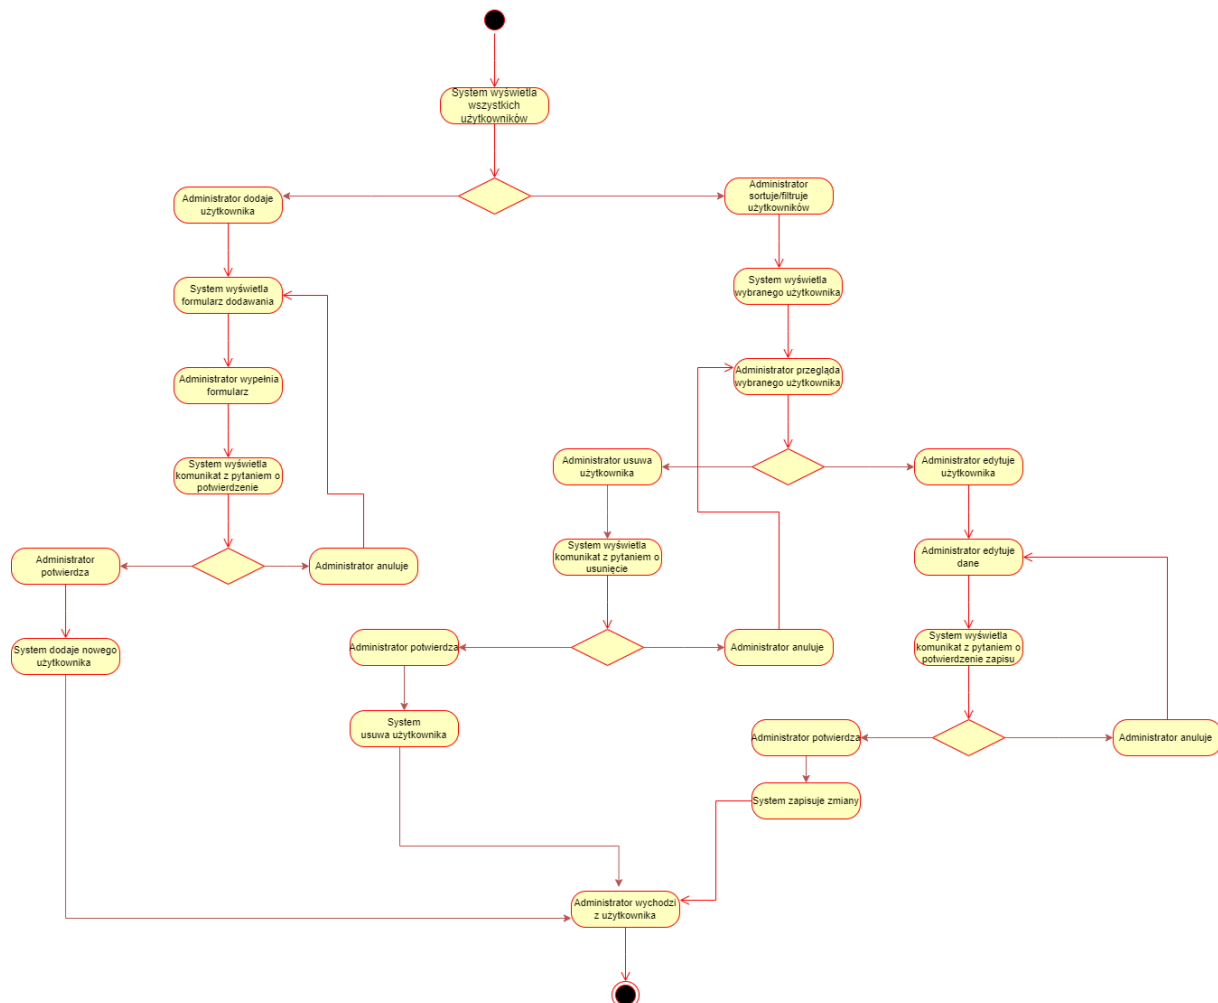 System wyświetla
wszystkich
użytkowników
Administrator dodaje
użytkownika
Administrator
sortuje/filtruje
użytkowników
System wyświetla
formularz dodawania
System wyświetla
wybranego użytkownika
Administrator wypełnia
formularz
Administrator przegląda
wybranego użytkownika
System wyświetla
komunikat z pytaniem o
potwierdzenie
Administrator usuwa
użytkownika
Administrator edytuje
użytkownika
Administrator
potwierdza
Administrator anuluje
System wyświetla
komunikat z pytaniem o
usunięcie
Administrator edytuje
dane
System dodaje nowego
użytkownika
Administrator potwierdza
Administrator anuluje
System wyświetla
komunikat z pytaniem o
potwierdzenie zapisu
System
usuwa użytkownika
Administrator potwierdza
Administrator anuluje
System zapisuje zmiany
Administrator wychodzi
z użytkownika